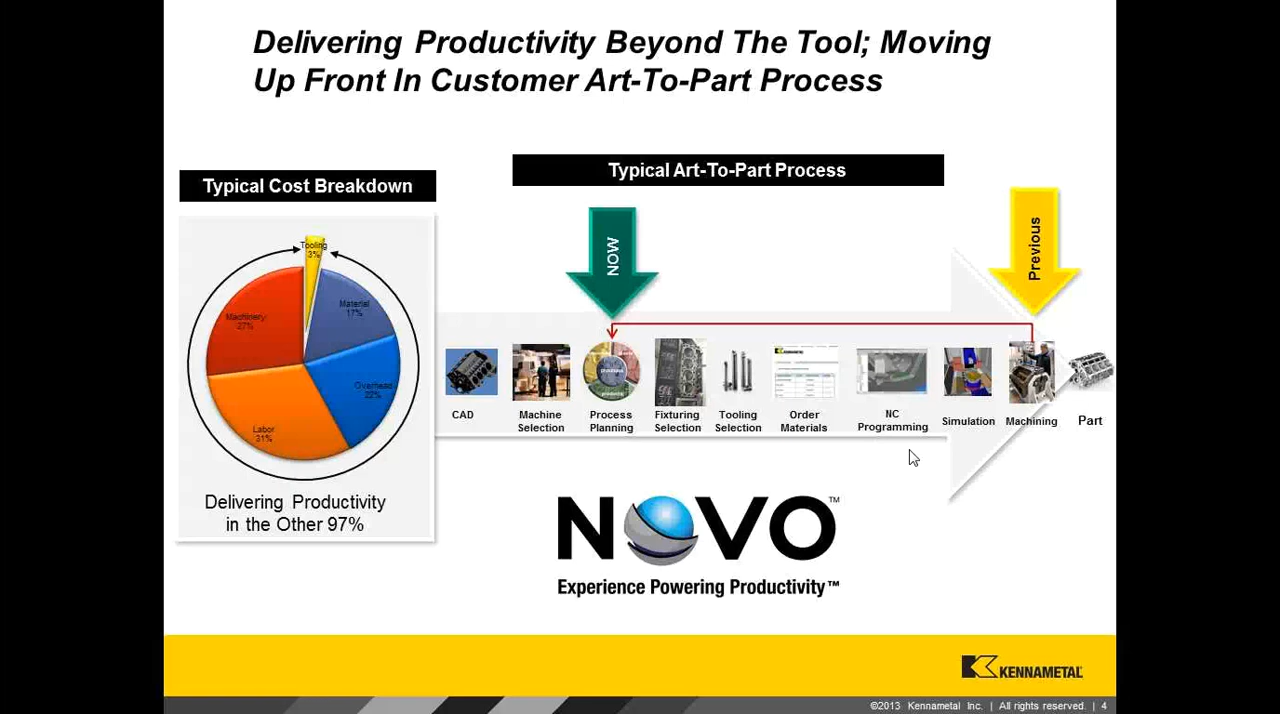 Delivering Productivity Beyond The Tool; Moving
Up Front In Customer Art-To-Part Process
Typical Cost Breakdown
Tooling
3%
Material
17%
Overhead
22%
Labor
31%
Machinery
27%
Delivering Productivity
in the Other 97%
Typical Art-To-Part Process
NOW
Previous
CAD
Machine
Selection
Process
Planning
Fixturing
Selection
Tooling
Selection
Order
Materials
NC
Programming
Simulation
Machining
Part
NOVO™
Experience Powering Productivity™
KENNAMETAL
©2013 Kennametal Inc. | All rights reserved. | 4